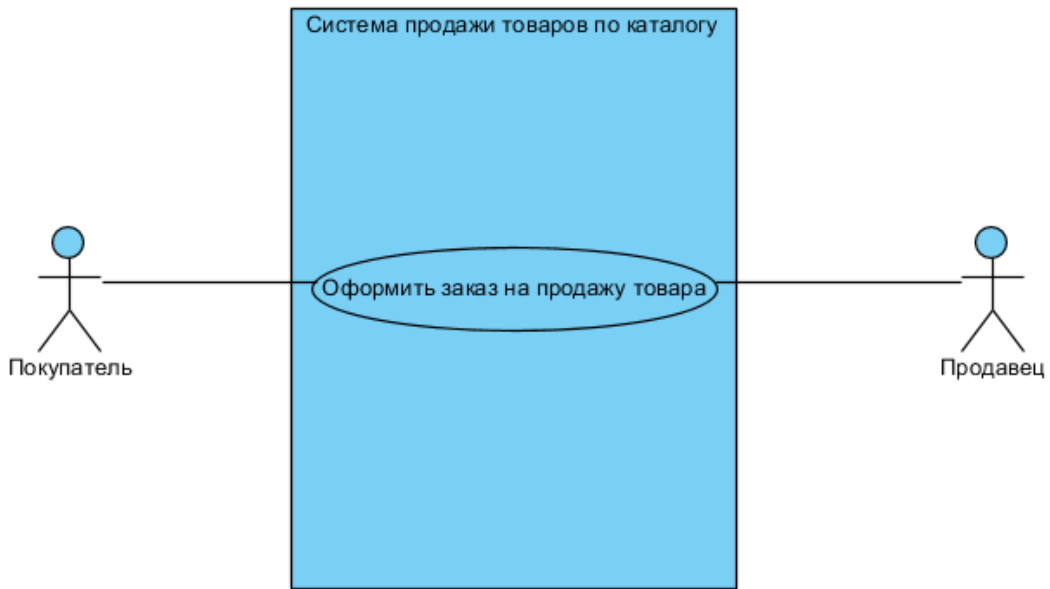 Система продажи товаров по каталогу
Оформить заказ на продажу товара
Покупатель
Продавец